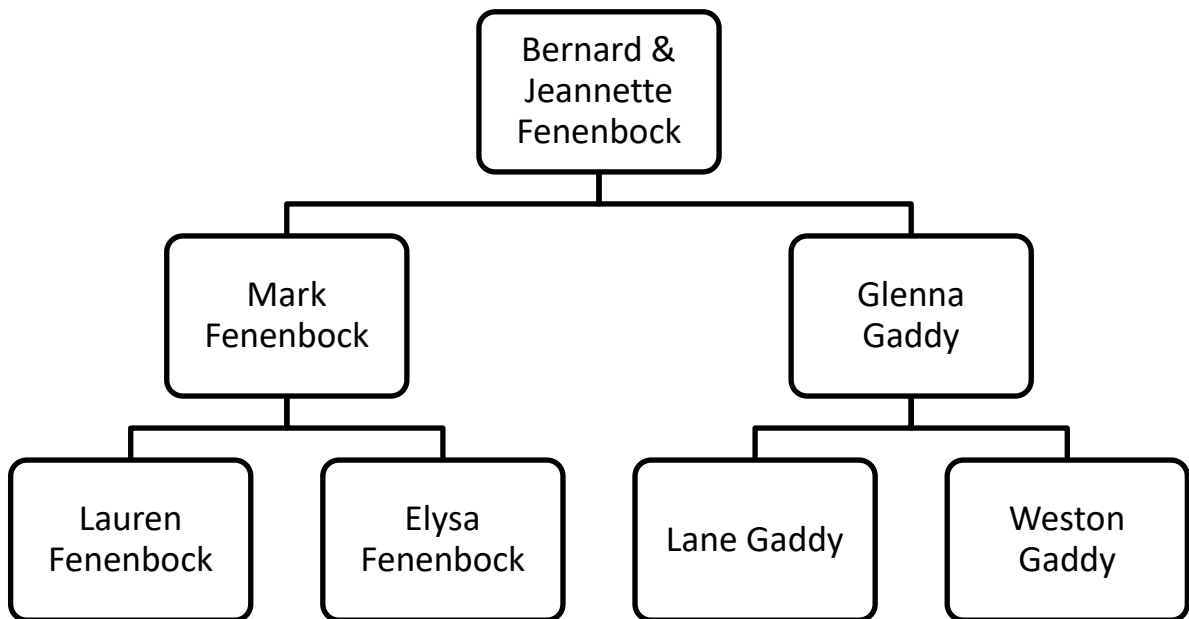 Bernard &
Jeannette
Fenenbock
Mark
Fenenbock
Glenna
Gaddy
Lauren
Fenenbock
Elysa
Fenenbock
Lane Gaddy
Weston
Gaddy